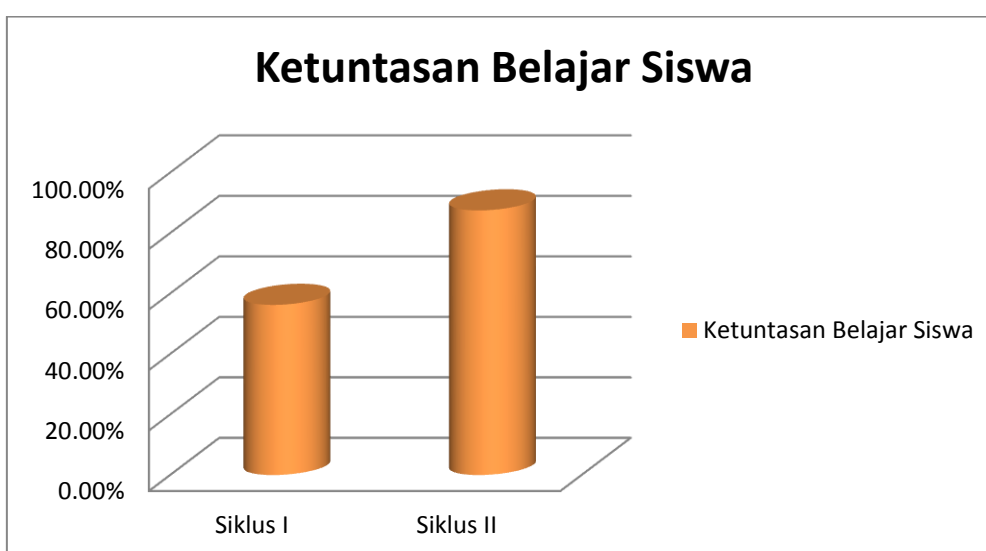 Ketuntasan Belajar Siswa
100.00%
80.00%
60.00%
40.00%
20.00%
0.00%
Siklus I
Siklus II
Ketuntasan Belajar Siswa